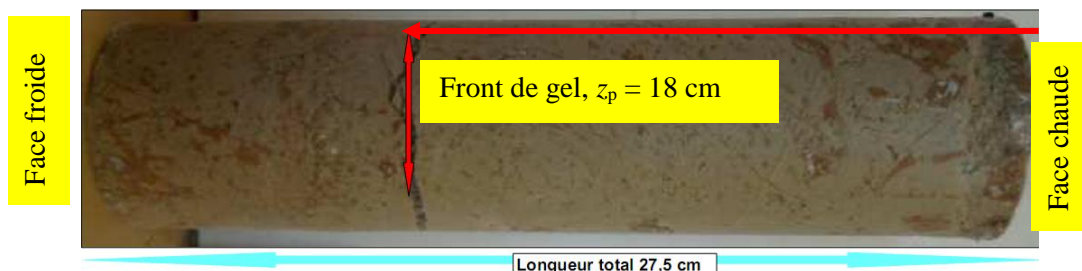 Face froide
Front de gel, zp = 18 cm
Face chaude
Longueur total 27.5 cm